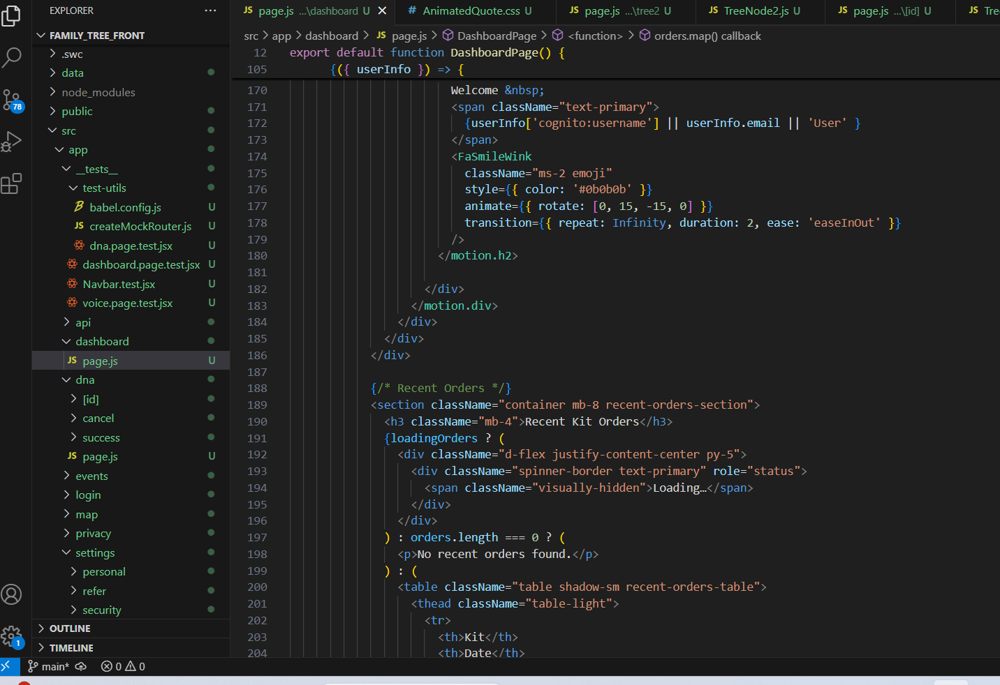 EXPLORER
FAMILY_TREE_FRONT
.swc
data
node_modules
public
src
app
__tests__
test-utils
babel.config.js U
createMockRouter.js U
dna.page.test.jsx U
dashboard.page.test.jsx U
Navbar.test.jsx U
voice.page.test.jsx U
api
dashboard
JS page.js U
dna
[id]
cancel
success
JS page.js U
events
login
map
privacy
settings
personal
refer
security
OUTLINE
TIMELINE
78
1
JS page.js ...\dashboard U
# AnimatedQuote.css U
JS page.js ...\tree2 U
JS TreeNode2.js U
JS page.js ...\[id] U
JS Tre
src > app > dashboard > JS page.js > DashboardPage > <function> > orders.map() callback
12 export default function DashboardPage() {
105 {({ userInfo }) => {
170 Welcome &nbsp;
171 <span className="text-primary">
172 {userInfo['cognito:username'] || userInfo.email || 'User' }
173 </span>
174 <FaSmileWink
175 className="ms-2 emoji"
176 style={{ color: '#0b0b0b' }}
177 animate={{ rotate: [0, 15, -15, 0] }}
178 transition={{ repeat: Infinity, duration: 2, ease: 'easeInOut' }}
179 />
180 </motion.h2>
181
182 </div>
183 </motion.div>
184 </div>
185 </div>
186 </div>
187
188 {/* Recent Orders */}
189 <section className="container mb-8 recent-orders-section">
190 <h3 className="mb-4">Recent Kit Orders</h3>
191 {loadingOrders ? (
192 <div className="d-flex justify-content-center py-5">
193 <div className="spinner-border text-primary" role="status">
194 <span className="visually-hidden">Loading…</span>
195 </div>
196 </div>
197 ) : orders.length === 0 ? (
198 <p>No recent orders found.</p>
199 ) : (
200 <table className="table shadow-sm recent-orders-table">
201 <thead className="table-light">
202 <tr>
203 <th>Kit</th>
204 <th>Date</th>
main* 0 0